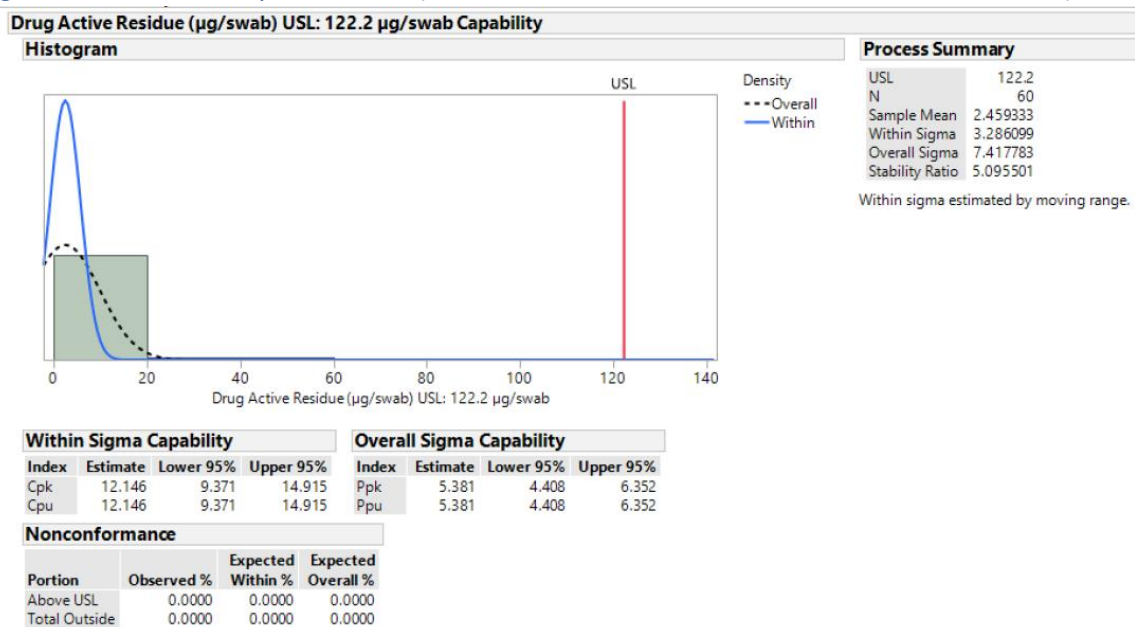 Drug Active Residue (µg/swab) USL: 122.2 µg/swab Capability
Histogram
USL
Density
Overall
Within
0 20 40 60 80 100 120 140
Drug Active Residue (µg/swab) USL: 122.2 µg/swab
Process Summary
USL 122.2
N 60
Sample Mean 2.459333
Within Sigma 3.286099
Overall Sigma 7.417783
Stability Ratio 5.095501
Within sigma estimated by moving range.
Within Sigma Capability
Index Estimate Lower 95% Upper 95%
Cpk 12.146 9.371 14.915
Cpu 12.146 9.371 14.915
Overall Sigma Capability
Index Estimate Lower 95% Upper 95%
Ppk 5.381 4.408 6.352
Ppu 5.381 4.408 6.352
Nonconformance
Expected Expected
Portion Observed % Within % Overall %
Above USL 0.0000 0.0000 0.0000
Total Outside 0.0000 0.0000 0.0000